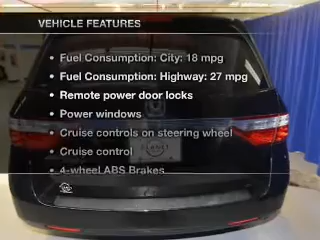 VEHICLE FEATURES
• Fuel Consumption: City: 18 mpg
• Fuel Consumption: Highway: 27 mpg
• Remote power door locks
• Power windows
• Cruise controls on steering wheel
• Cruise control
• 4-wheel ABS Brakes
PLANET